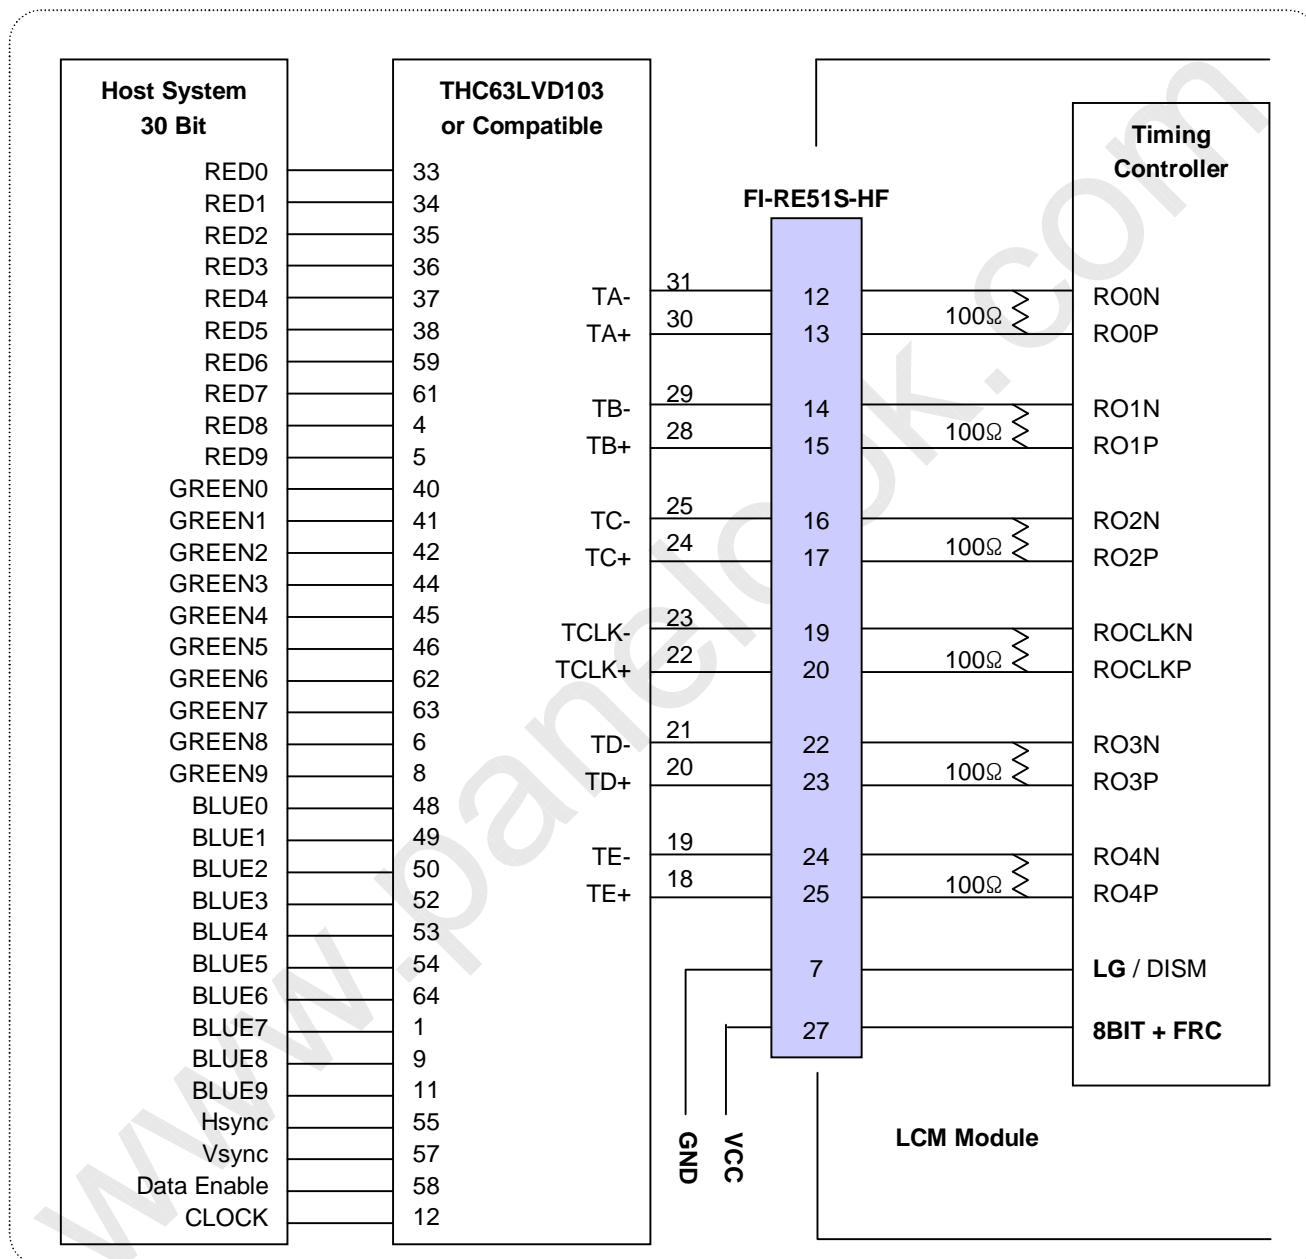 Host System
30 Bit
RED0
RED1
RED2
RED3
RED4
RED5
RED6
RED7
RED8
RED9
GREEN0
GREEN1
GREEN2
GREEN3
GREEN4
GREEN5
GREEN6
GREEN7
GREEN8
GREEN9
BLUE0
BLUE1
BLUE2
BLUE3
BLUE4
BLUE5
BLUE6
BLUE7
BLUE8
BLUE9
Hsync
Vsync
Data Enable
CLOCK
THC63LVD103
or Compatible
33
34
35
36
37
38
59
61
4
5
40
41
42
44
45
46
62
63
6
8
48
49
50
52
53
54
64
1
9
11
55
57
58
12
TA-
TA+
TB-
TB+
TC-
TC+
TCLK-
TCLK+
TD-
TD+
TE-
TE+
31
30
29
28
25
24
23
22
21
20
19
18
GND
VCC
FI-RE51S-HF
12
13
14
15
16
17
19
20
22
23
24
25
7
27
100Ω
100Ω
100Ω
100Ω
100Ω
100Ω
Timing
Controller
RO0N
RO0P
RO1N
RO1P
RO2N
RO2P
ROCLKN
ROCLKP
RO3N
RO3P
RO4N
RO4P
LG / DISM
8BIT + FRC
LCM Module
www.panelook.com